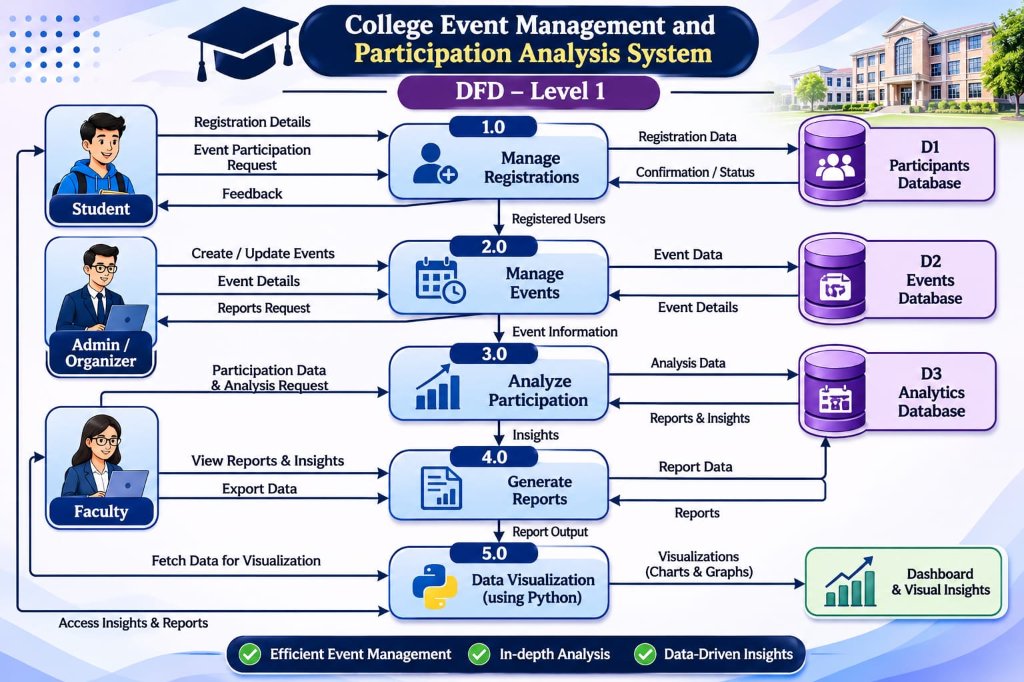 College Event Management and
Participation Analysis System
DFD – Level 1
Student
Registration Details
Event Participation
Request
Feedback
1.0
Manage
Registrations
Registration Data
Confirmation / Status
D1
Participants
Database
Registered Users
Admin /
Organizer
Create / Update Events
Event Details
Reports Request
2.0
Manage
Events
Event Data
Event Details
D2
Events
Database
Event Information
Participation Data
& Analysis Request
3.0
Analyze
Participation
Analysis Data
Reports & Insights
D3
Analytics
Database
Insights
Faculty
View Reports & Insights
Export Data
4.0
Generate
Reports
Report Data
Reports
Report Output
Fetch Data for Visualization
5.0
Data Visualization
(using Python)
Visualizations
(Charts & Graphs)
Dashboard
& Visual Insights
Access Insights & Reports
Efficient Event Management
In-depth Analysis
Data-Driven Insights